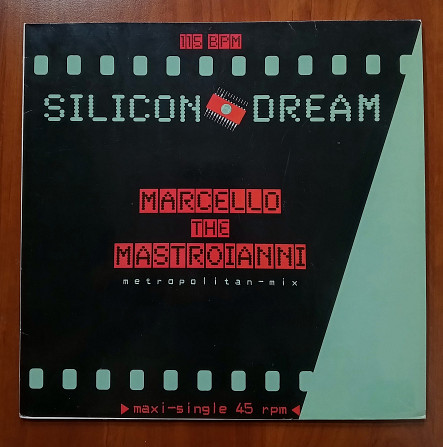 115 BPM
SILICON DREAM
MARCELLO
THE
MASTROIANNI
metropolitan-mix
maxi-single 45 rpm